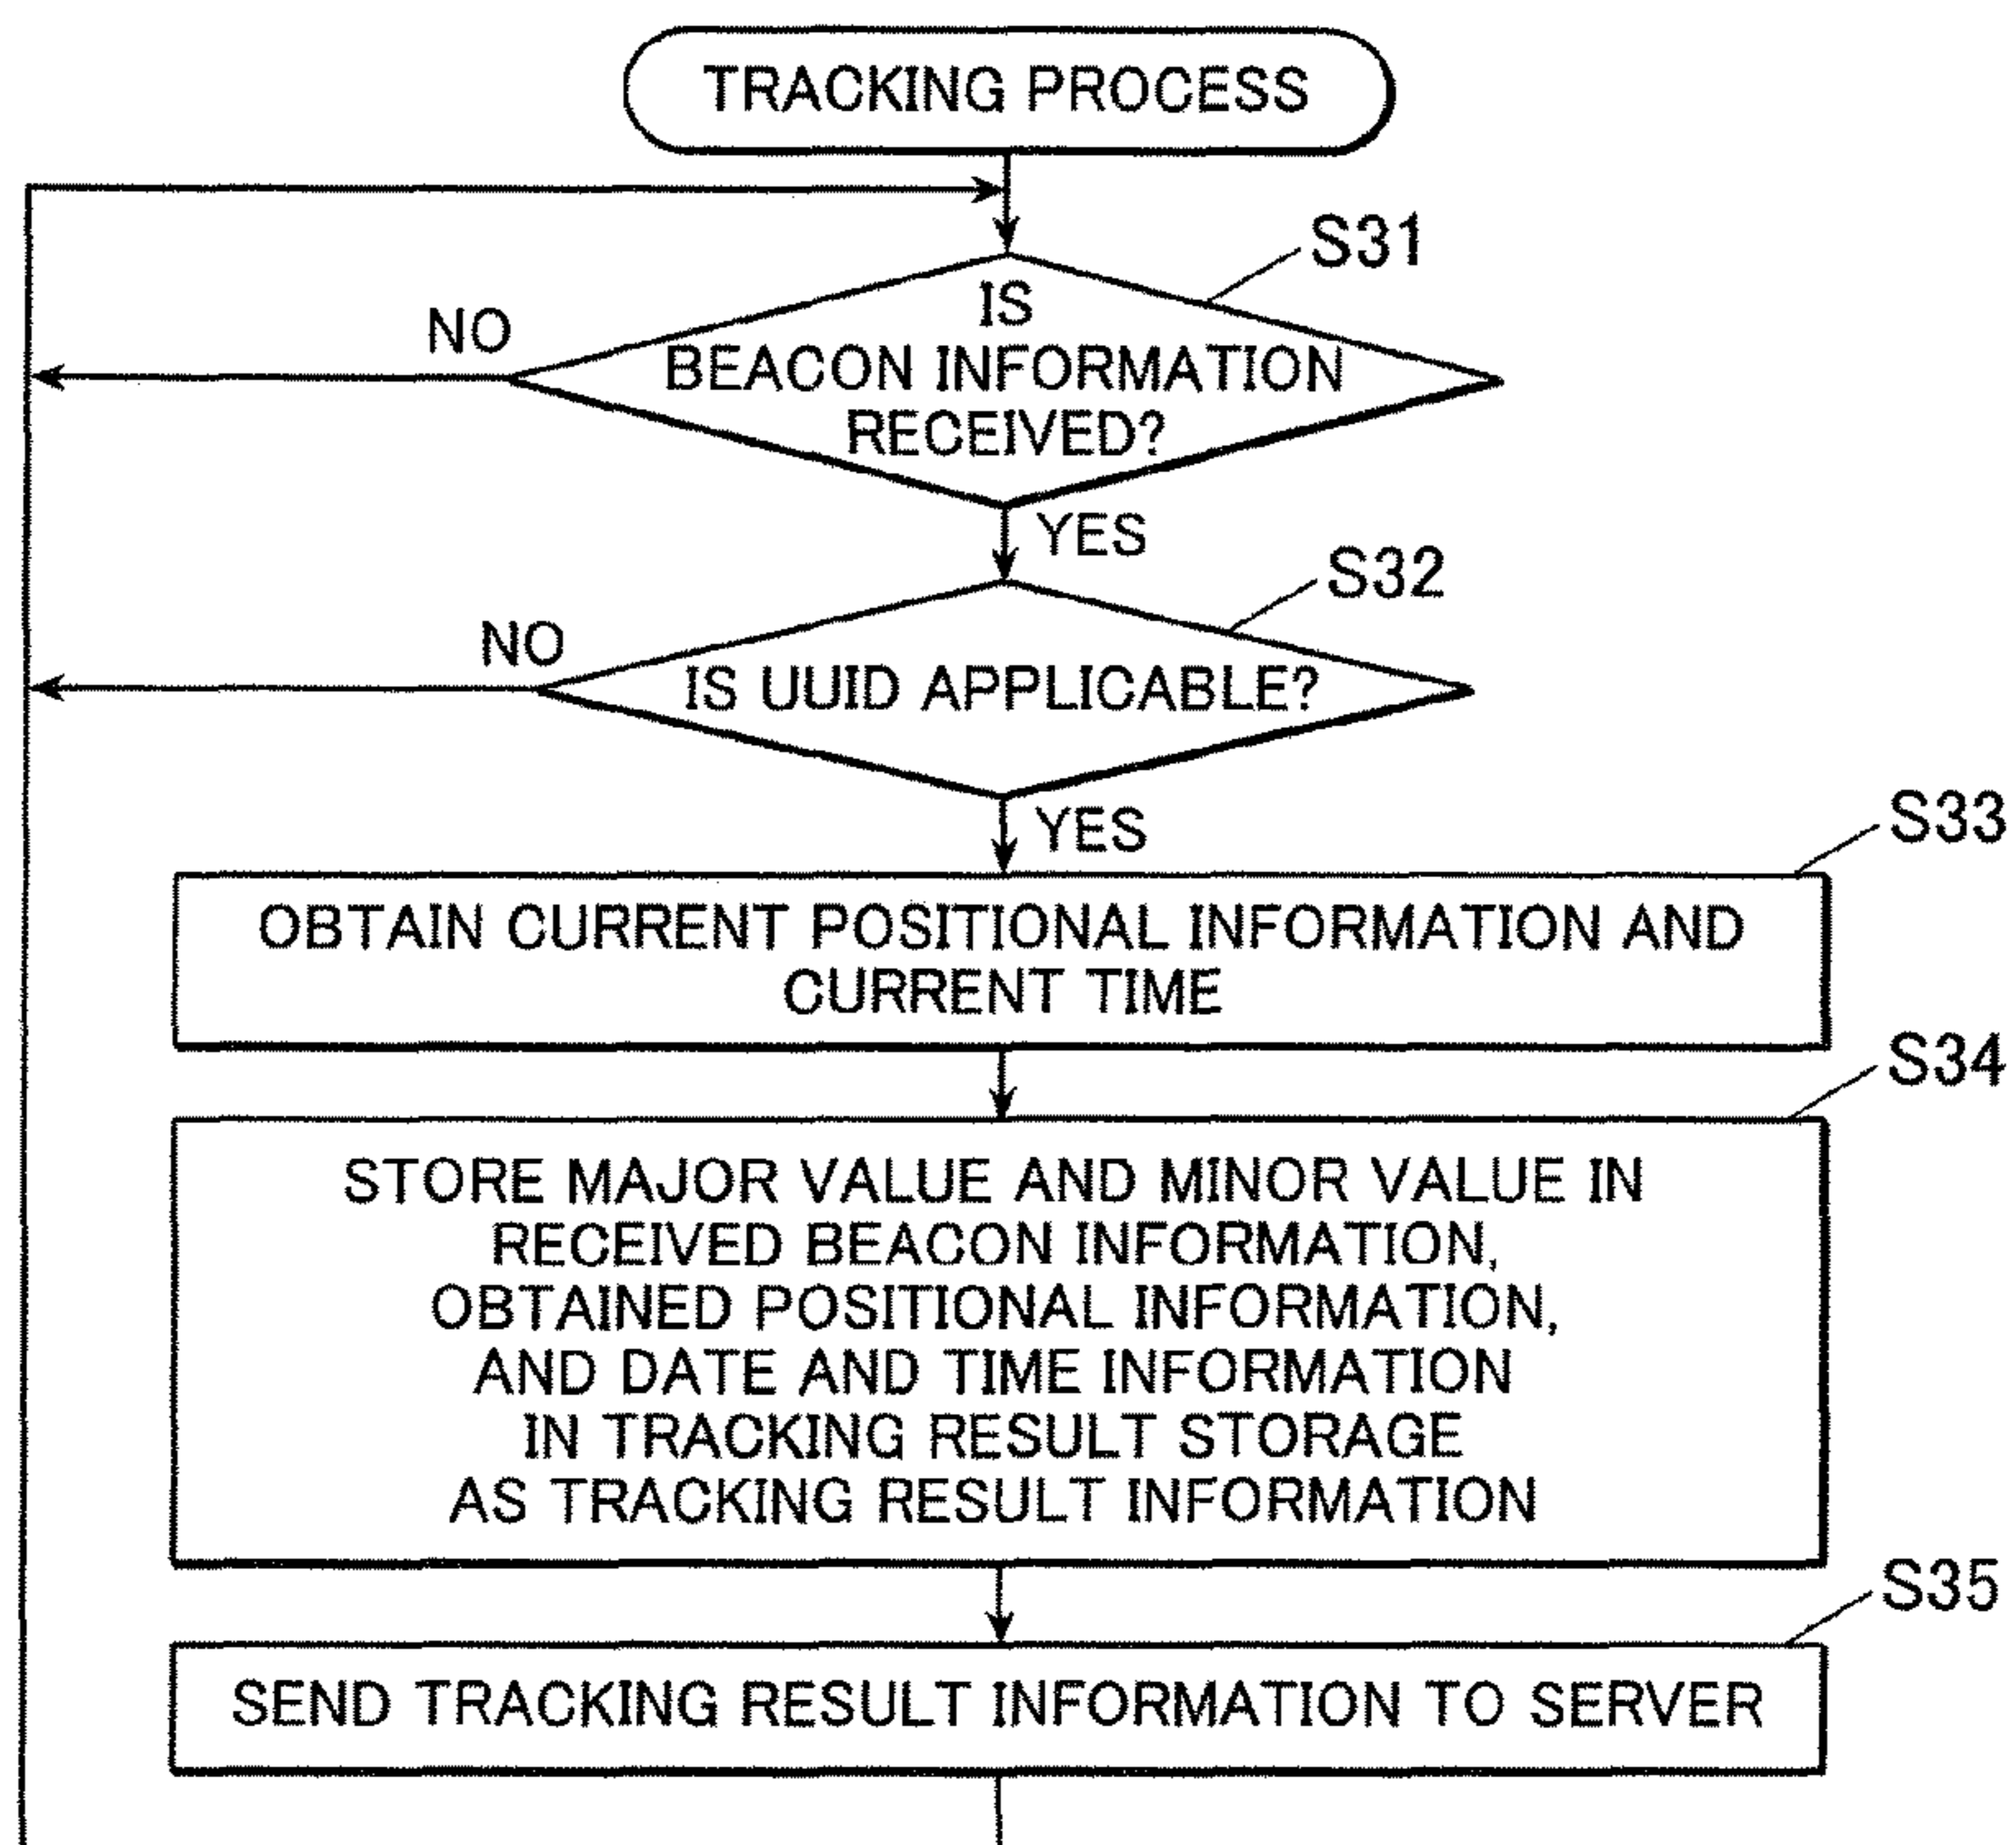 TRACKING PROCESS
S31
IS
BEACON INFORMATION
RECEIVED?
NO
YES
S32
IS UUID APPLICABLE?
NO
YES
S33
OBTAIN CURRENT POSITIONAL INFORMATION AND
CURRENT TIME
S34
STORE MAJOR VALUE AND MINOR VALUE IN
RECEIVED BEACON INFORMATION,
OBTAINED POSITIONAL INFORMATION,
AND DATE AND TIME INFORMATION
IN TRACKING RESULT STORAGE
AS TRACKING RESULT INFORMATION
S35
SEND TRACKING RESULT INFORMATION TO SERVER